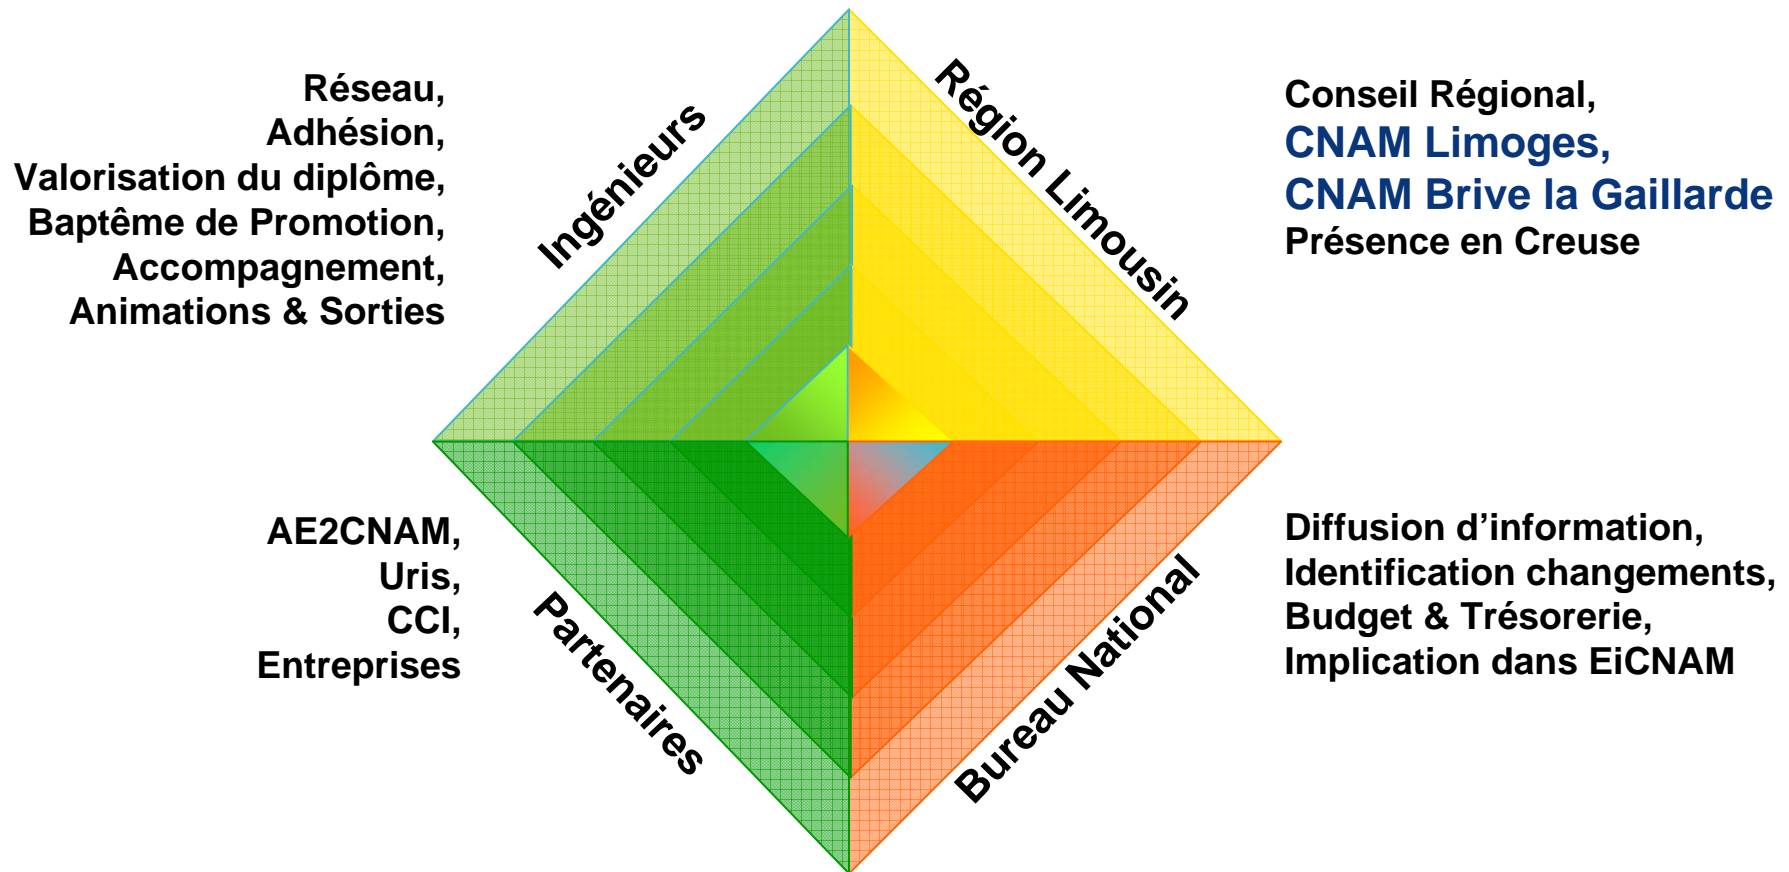 Réseau,
Adhésion,
Valorisation du diplôme,
Baptême de Promotion,
Accompagnement,
Animations & Sorties
Ingénieurs
Région Limousin
Conseil Régional,
CNAM Limoges,
CNAM Brive la Gaillarde
Présence en Creuse
AE2CNAM,
Uris,
CCI,
Entreprises
Partenaires
Bureau National
Diffusion d’information,
Identification changements,
Budget & Trésorerie,
Implication dans EiCNAM